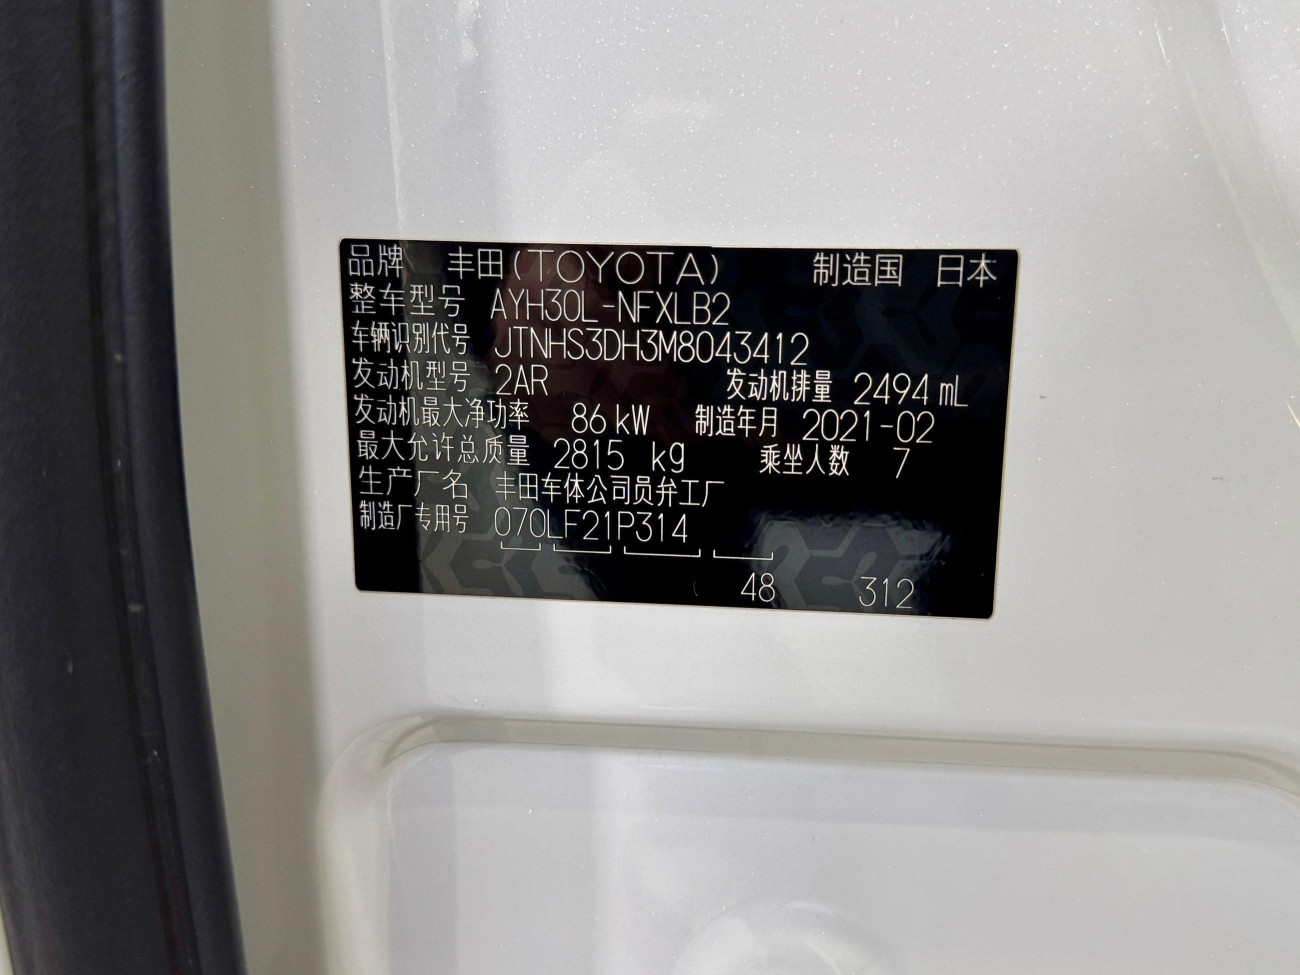 品牌 丰田(TOYOTA) 制造国 日本
整车型号 AYH30L-NFXLB2
车辆识别代号 JTNHS3DH3M8043412
发动机型号 2AR 发动机排量 2494 mL
发动机最大净功率 86 kW 制造年月 2021-02
最大允许总质量 2815 kg 乘坐人数 7
生产厂名 丰田车体公司员弁工厂
制造厂专用号 070LF21P314
48 312